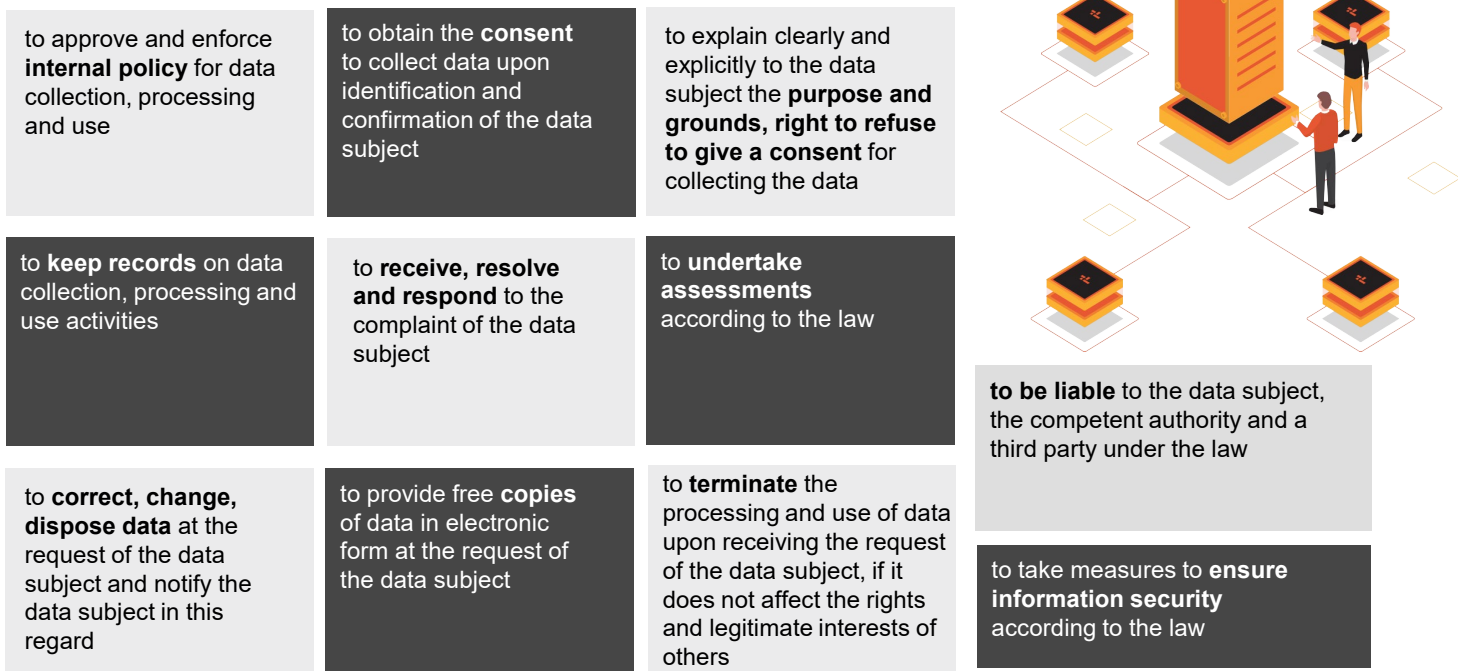 to approve and enforce
internal policy for data
collection, processing
and use
to obtain the consent
to collect data upon
identification and
confirmation of the data
subject
to explain clearly and
explicitly to the data
subject the purpose and
grounds, right to refuse
to give a consent for
collecting the data
to keep records on data
collection, processing and
use activities
to receive, resolve
and respond to the
complaint of the data
subject
to undertake
assessments
according to the law
to correct, change,
dispose data at the
request of the data
subject and notify the
data subject in this
regard
to provide free copies
of data in electronic
form at the request of
the data subject
to terminate the
processing and use of data
upon receiving the request
of the data subject, if it
does not affect the rights
and legitimate interests of
others
to be liable to the data subject,
the competent authority and a
third party under the law
to take measures to ensure
information security
according to the law